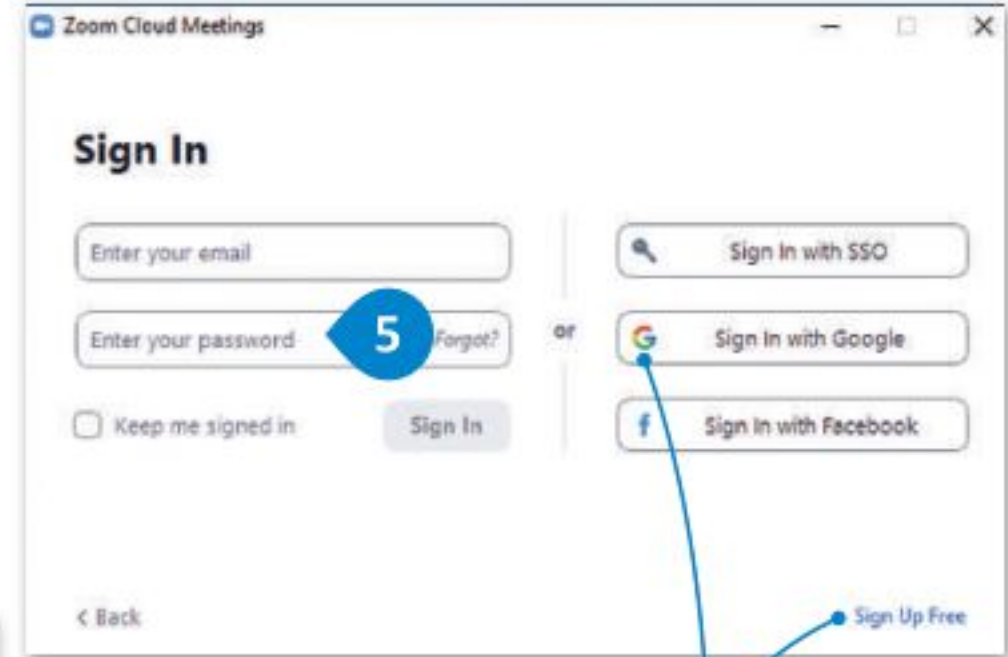 Zoom Cloud Meetings
Sign In
Enter your email
Enter your password
5
Forgot?
Keep me signed in
Sign In
or
Sign In with SSO
Sign In with Google
Sign In with Facebook
< Back
Sign Up Free